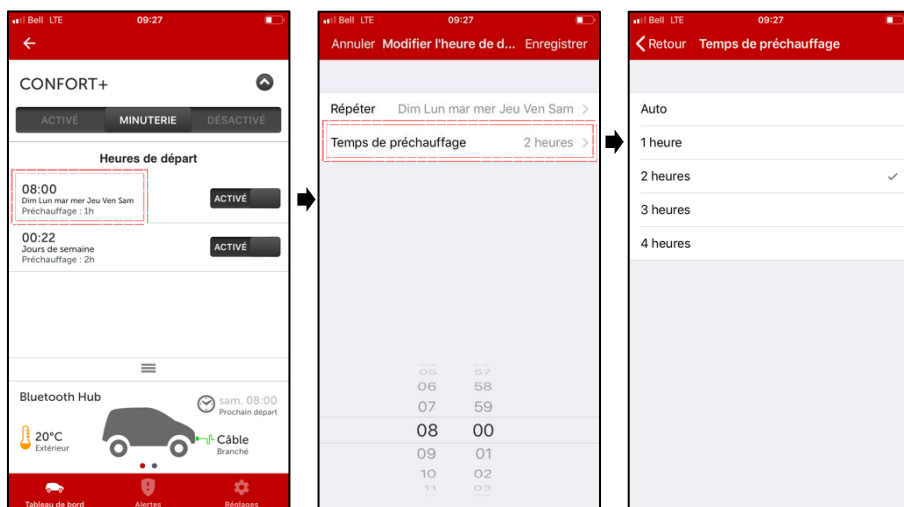 Bell LTE 09:27
CONFORT+
ACTIVÉ MINUTERIE DÉSACTIVÉ
Heures de départ
08:00
Dim Lun mar mer Jeu Ven Sam
Préchauffage : 1h
ACTIVÉ
00:22
Jours de semaine
Préchauffage : 2h
ACTIVÉ
Bluetooth Hub
sam. 08:00
Prochain départ
20°C
Extérieur
Câble
Branché
Tableau de bord Alertes Réglages
Bell LTE 09:27
Annuler Modifier l'heure de d... Enregistrer
Répéter Dim Lun mar mer Jeu Ven Sam
Temps de préchauffage 2 heures
05 57
06 58
07 59
08 00
09 01
10 02
11 03
Bell LTE 09:27
Retour Temps de préchauffage
Auto
1 heure
2 heures
3 heures
4 heures